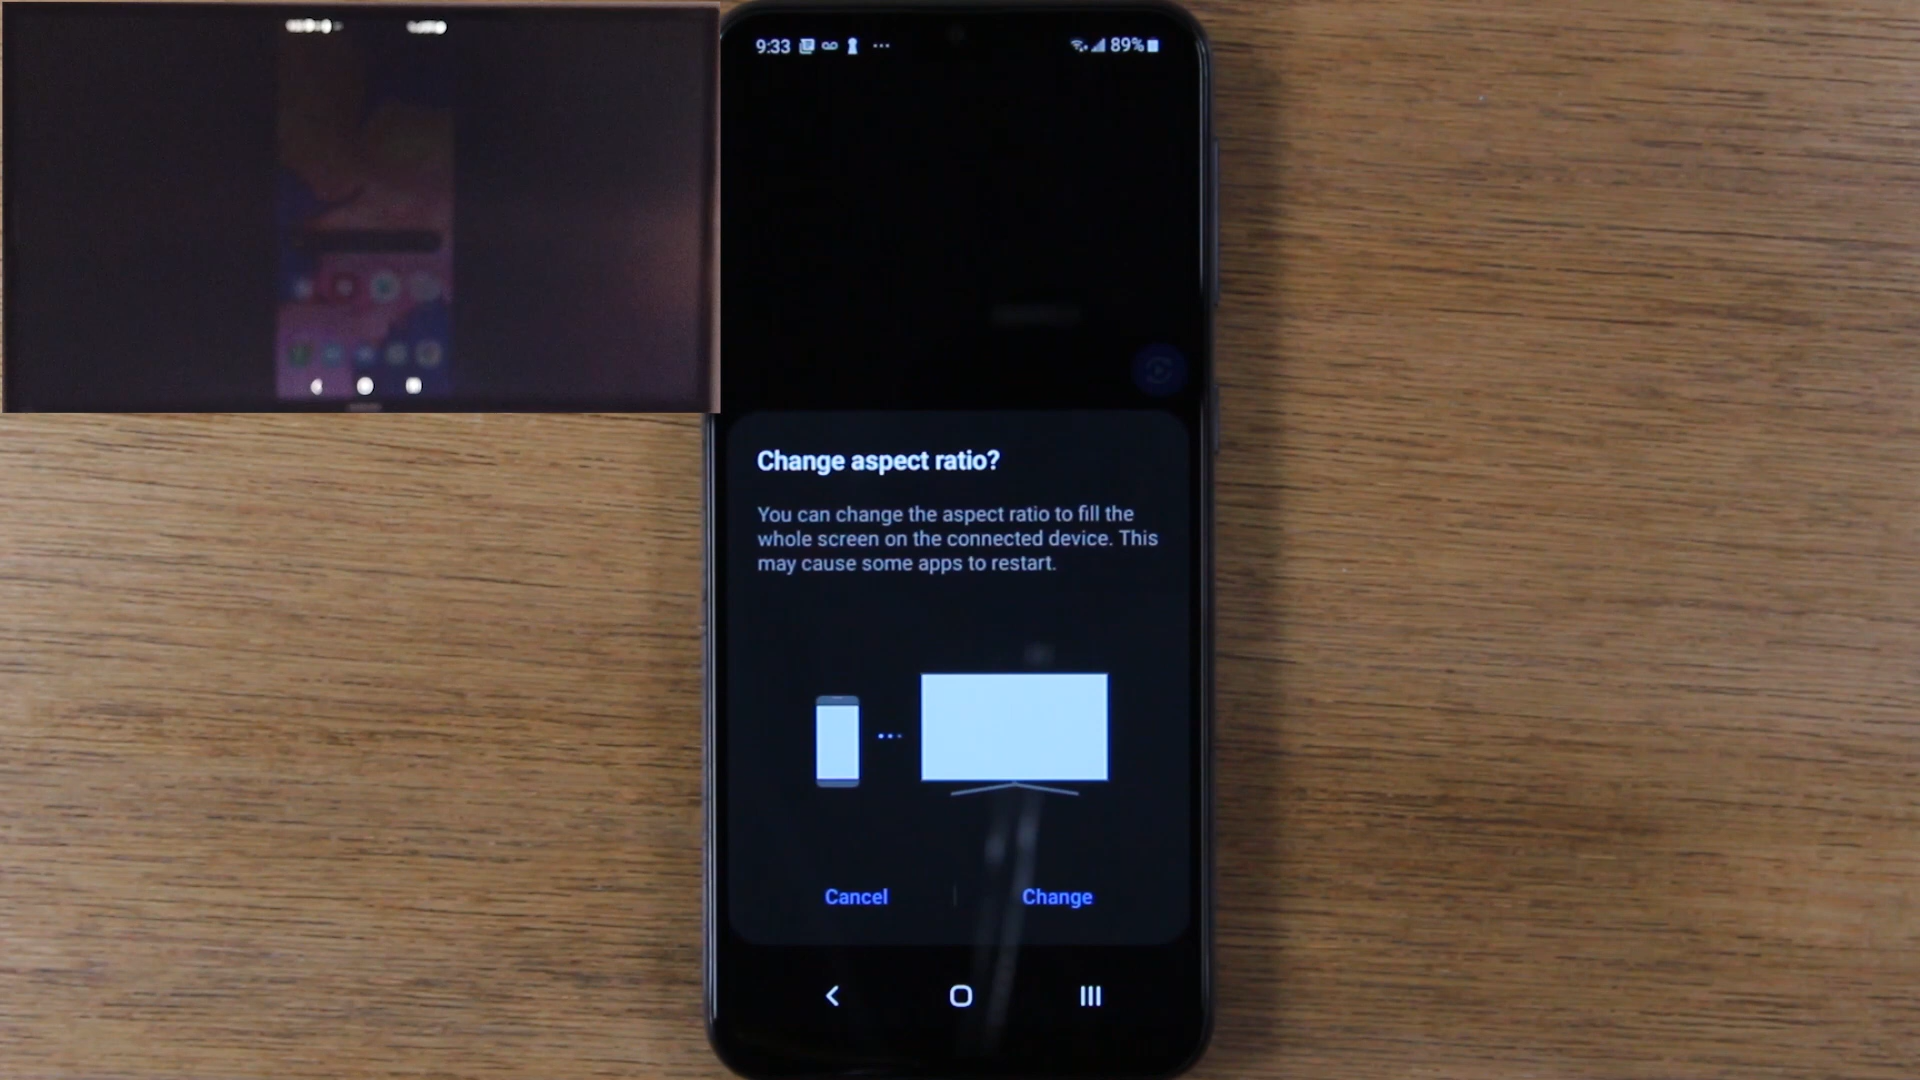 9:33
89%
Change aspect ratio?
You can change the aspect ratio to fill the
whole screen on the connected device. This
may cause some apps to restart.
Cancel
Change